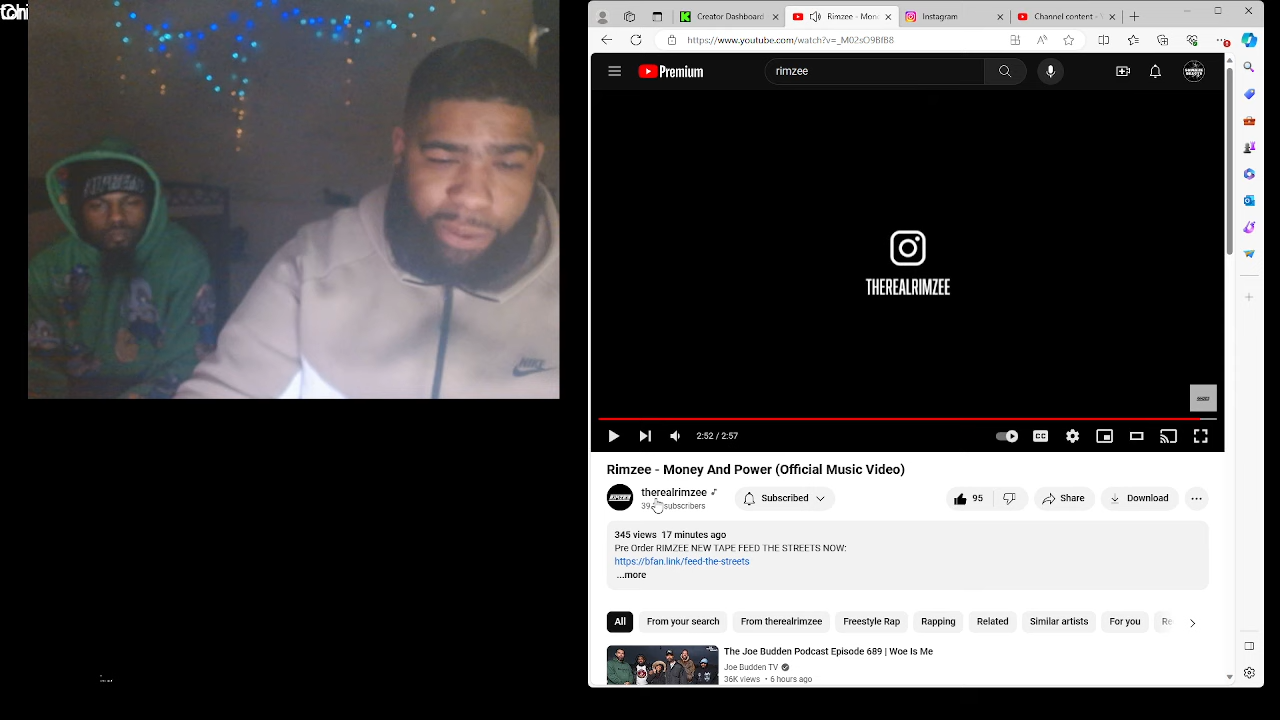 Creator Dashboard
Rimzee - Mon
Instagram
Channel content -
https://www.youtube.com/watch?v=_M02sO9BfB8
Premium
rimzee
THEREALRIMZEE
2:52 / 2:57
CC
Rimzee - Money And Power (Official Music Video)
therealrimzee
subscribers
Subscribed
95
Share
Download
345 views 17 minutes ago
Pre Order RIMZEE NEW TAPE FEED THE STREETS NOW:
https://bfan.link/feed-the-streets
...more
All
From your search
From therealrimzee
Freestyle Rap
Rapping
Related
Similar artists
For you
Re
The Joe Budden Podcast Episode 689 | Woe Is Me
Joe Budden TV
36K views • 6 hours ago
NIKE